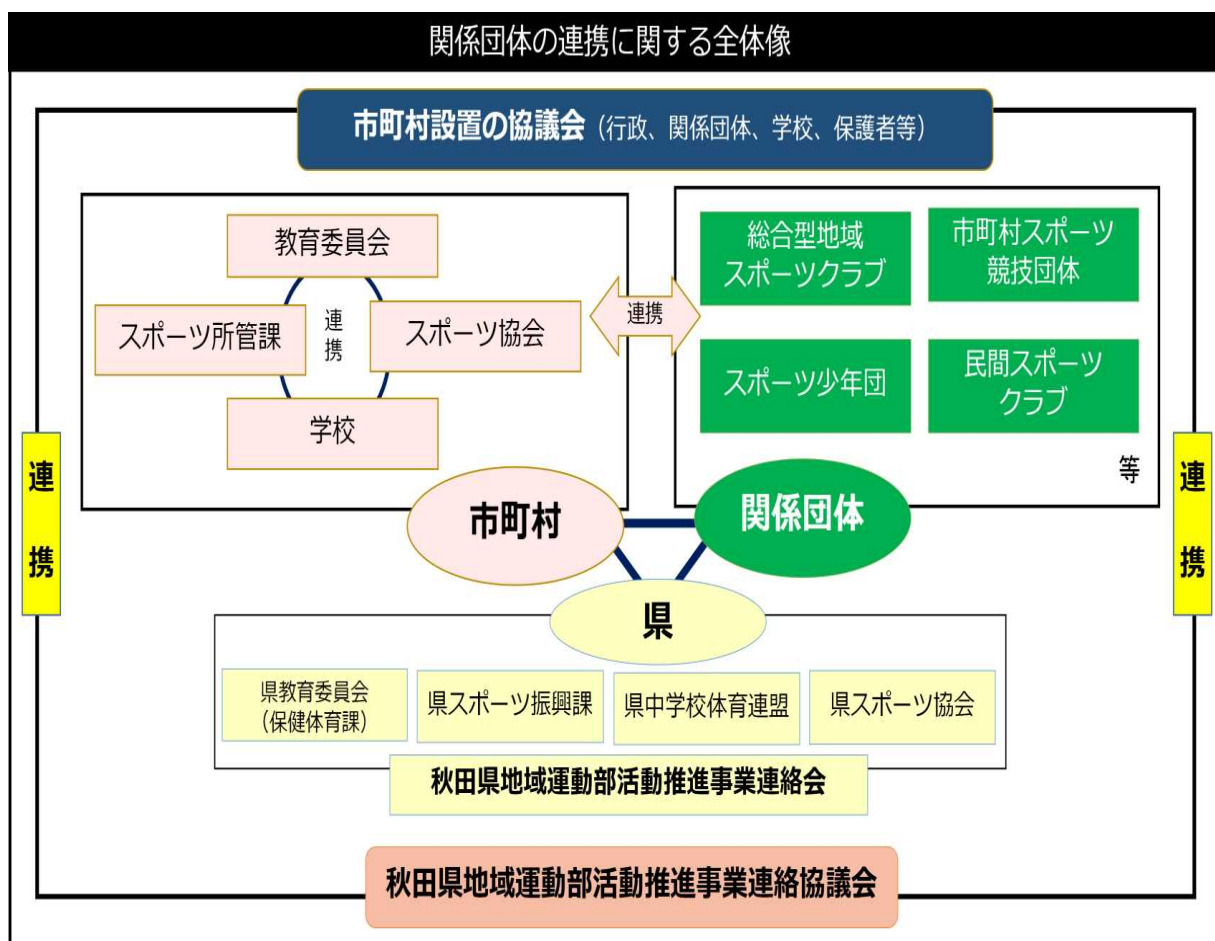 関係団体の連携に関する全体像
市町村設置の協議会（行政、関係団体、学校、保護者等）
教育委員会
スポーツ所管課
連
携
スポーツ協会
学校
連携
総合型地域
スポーツクラブ
市町村スポーツ
競技団体
スポーツ少年団
民間スポーツ
クラブ
等
連
携
連
携
市町村
関係団体
県
県教育委員会
（保健体育課）
県スポーツ振興課
県中学校体育連盟
県スポーツ協会
秋田県地域運動部活動推進事業連絡会
秋田県地域運動部活動推進事業連絡協議会